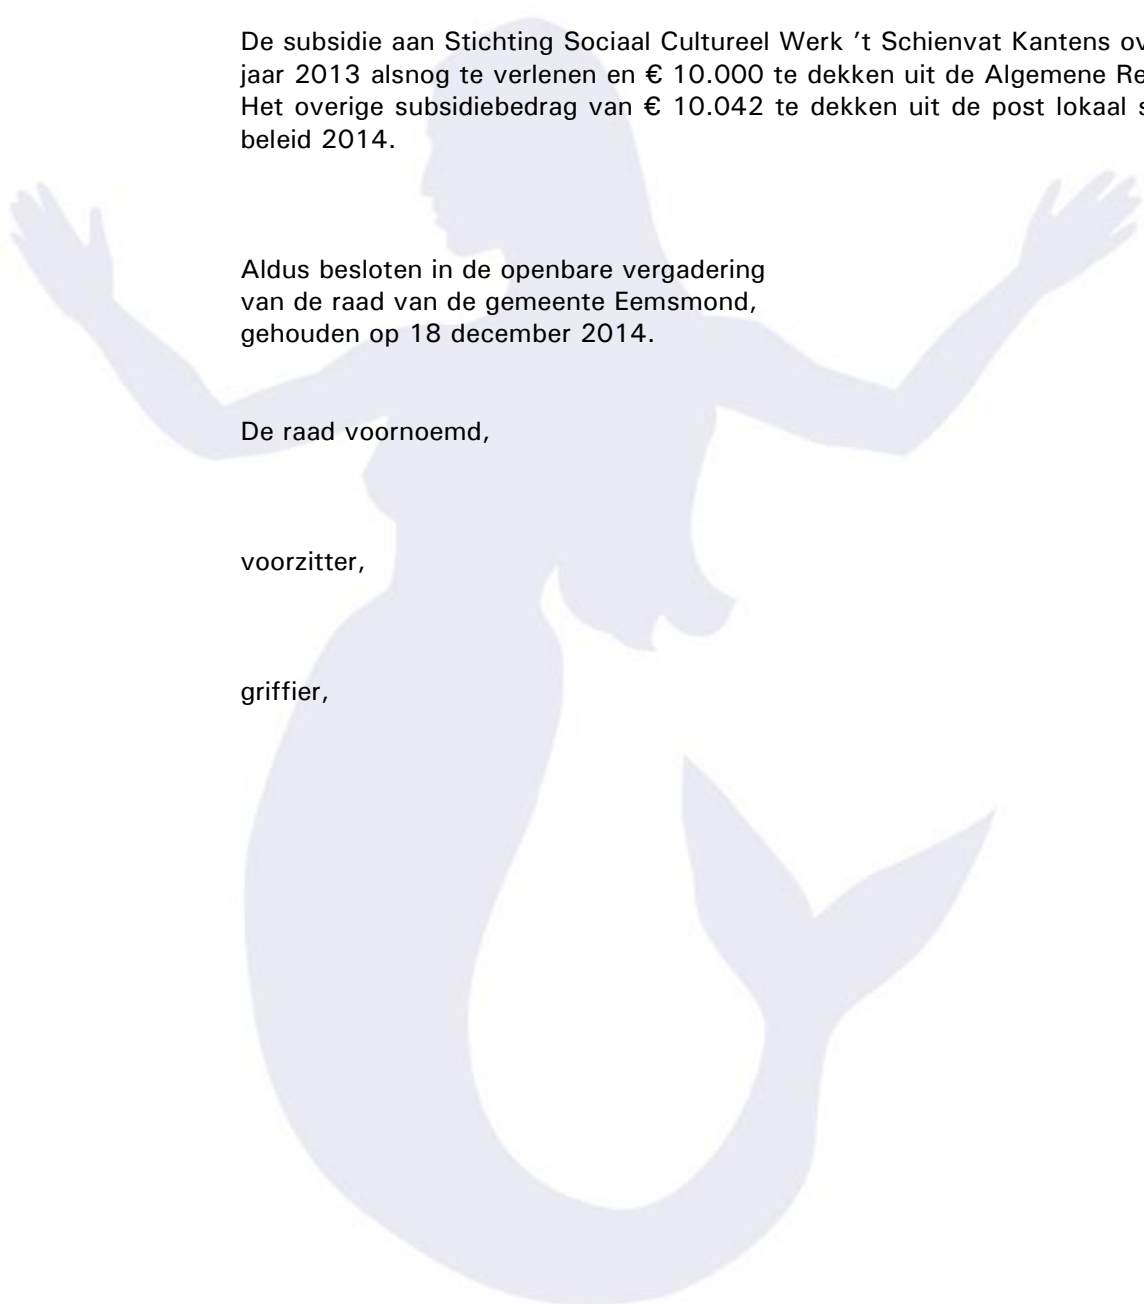 De subsidie aan Stichting Sociaal Cultureel Werk ’t Schienvat Kantens
jaar 2013 alsnog te verlenen en € 10.000 te dekken uit de Algemene
Het overige subsidiebedrag van € 10.042 te dekken uit de post lokaal
beleid 2014.
Aldus besloten in de openbare vergadering
van de raad van de gemeente Eemsmond,
gehouden op 18 december 2014.
De raad voornoemd,
voorzitter,
griffier,